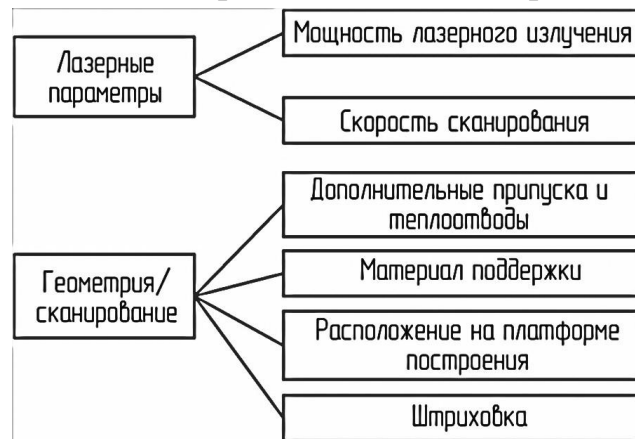 Мощность лазерного излучения
Лазерные
параметры
Скорость сканирования
Дополнительные припуска и
теплоотводы
Геометрия/
сканирование
Материал поддержки
Расположение на платформе
построения
Штриховка